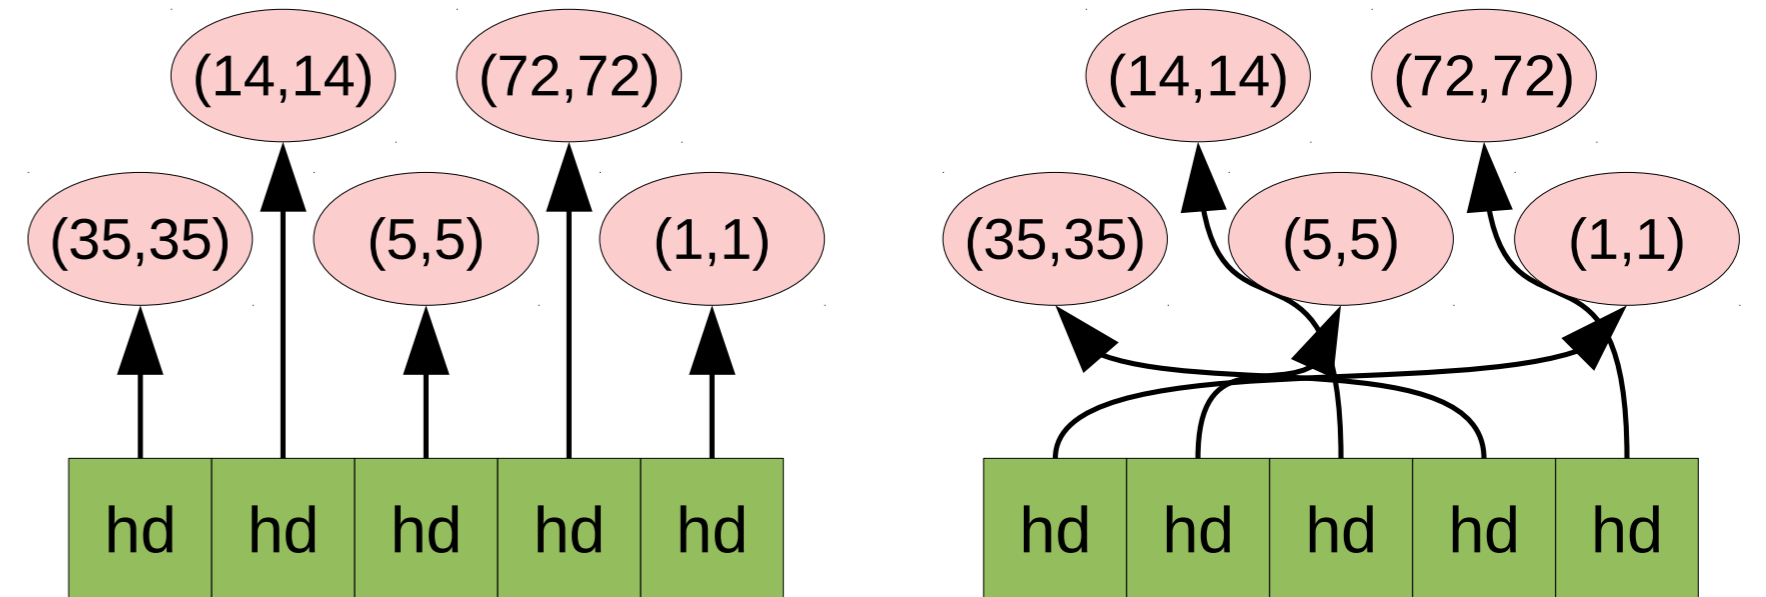 (14,14) (72,72) (14,14) (72,72)
(35,35) (5,5) (1,1) (35,35) (5,5) (1,1)
hd hd hd hd hd hd hd hd hd hd